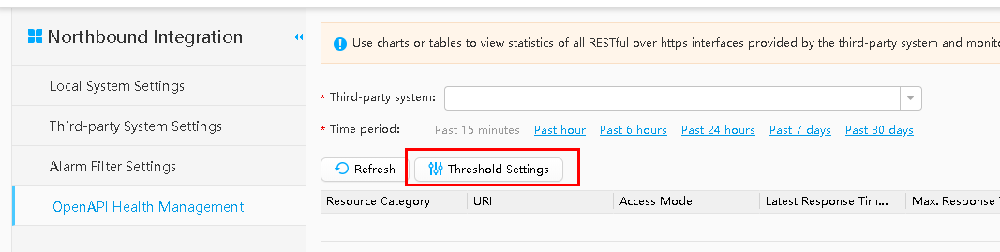 Northbound Integration
Local System Settings
Third-party System Settings
Alarm Filter Settings
OpenAPI Health Management
Use charts or tables to view statistics of all RESTful over https interfaces provided by the third-party system and monito
* Third-party system:
* Time period: Past 15 minutes Past hour Past 6 hours Past 24 hours Past 7 days Past 30 days
Refresh Threshold Settings
Resource Category URI Access Mode Latest Response Tim... Max. Response